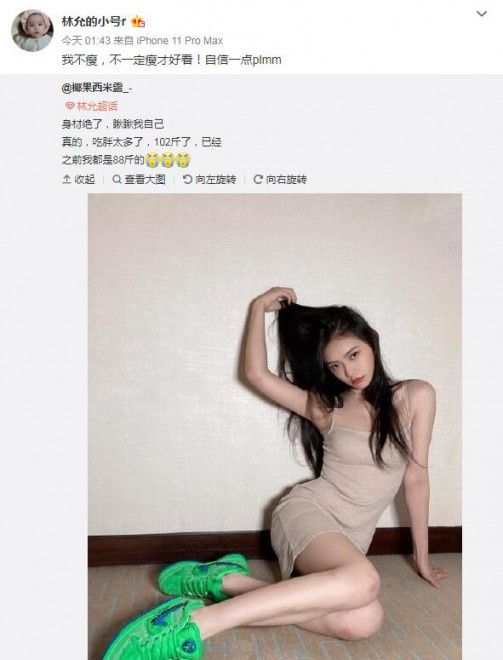 林允的小号r
今天 01:43 来自 iPhone 11 Pro Max
我不瘦，不一定瘦才好看！自信一点plmm
@椰果西米露_-
林允超话
身材绝了，瞅瞅我自己
真的，吃胖太多了，102斤了，已经
之前我都是88斤的
收起 查看大图 向左旋转 向右旋转